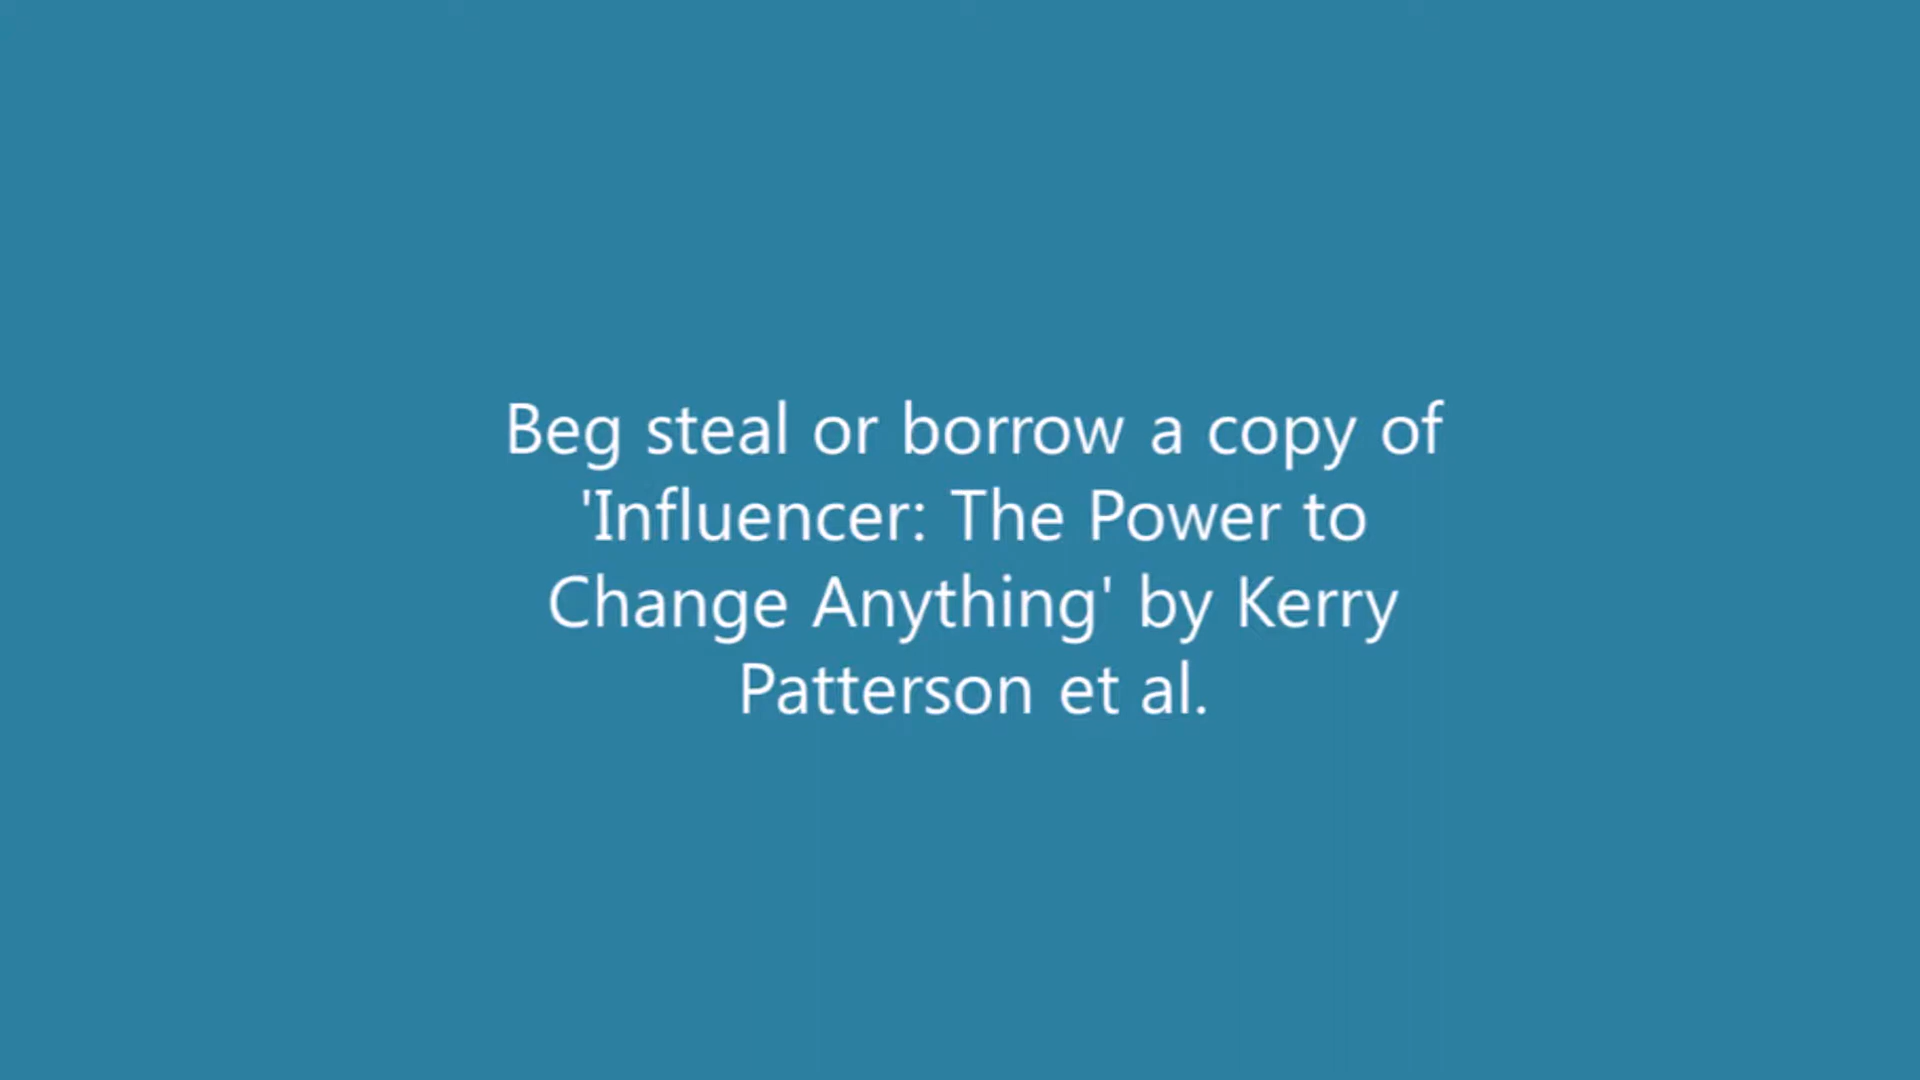 Beg steal or borrow a copy of
'Influencer: The Power to
Change Anything' by Kerry
Patterson et al.